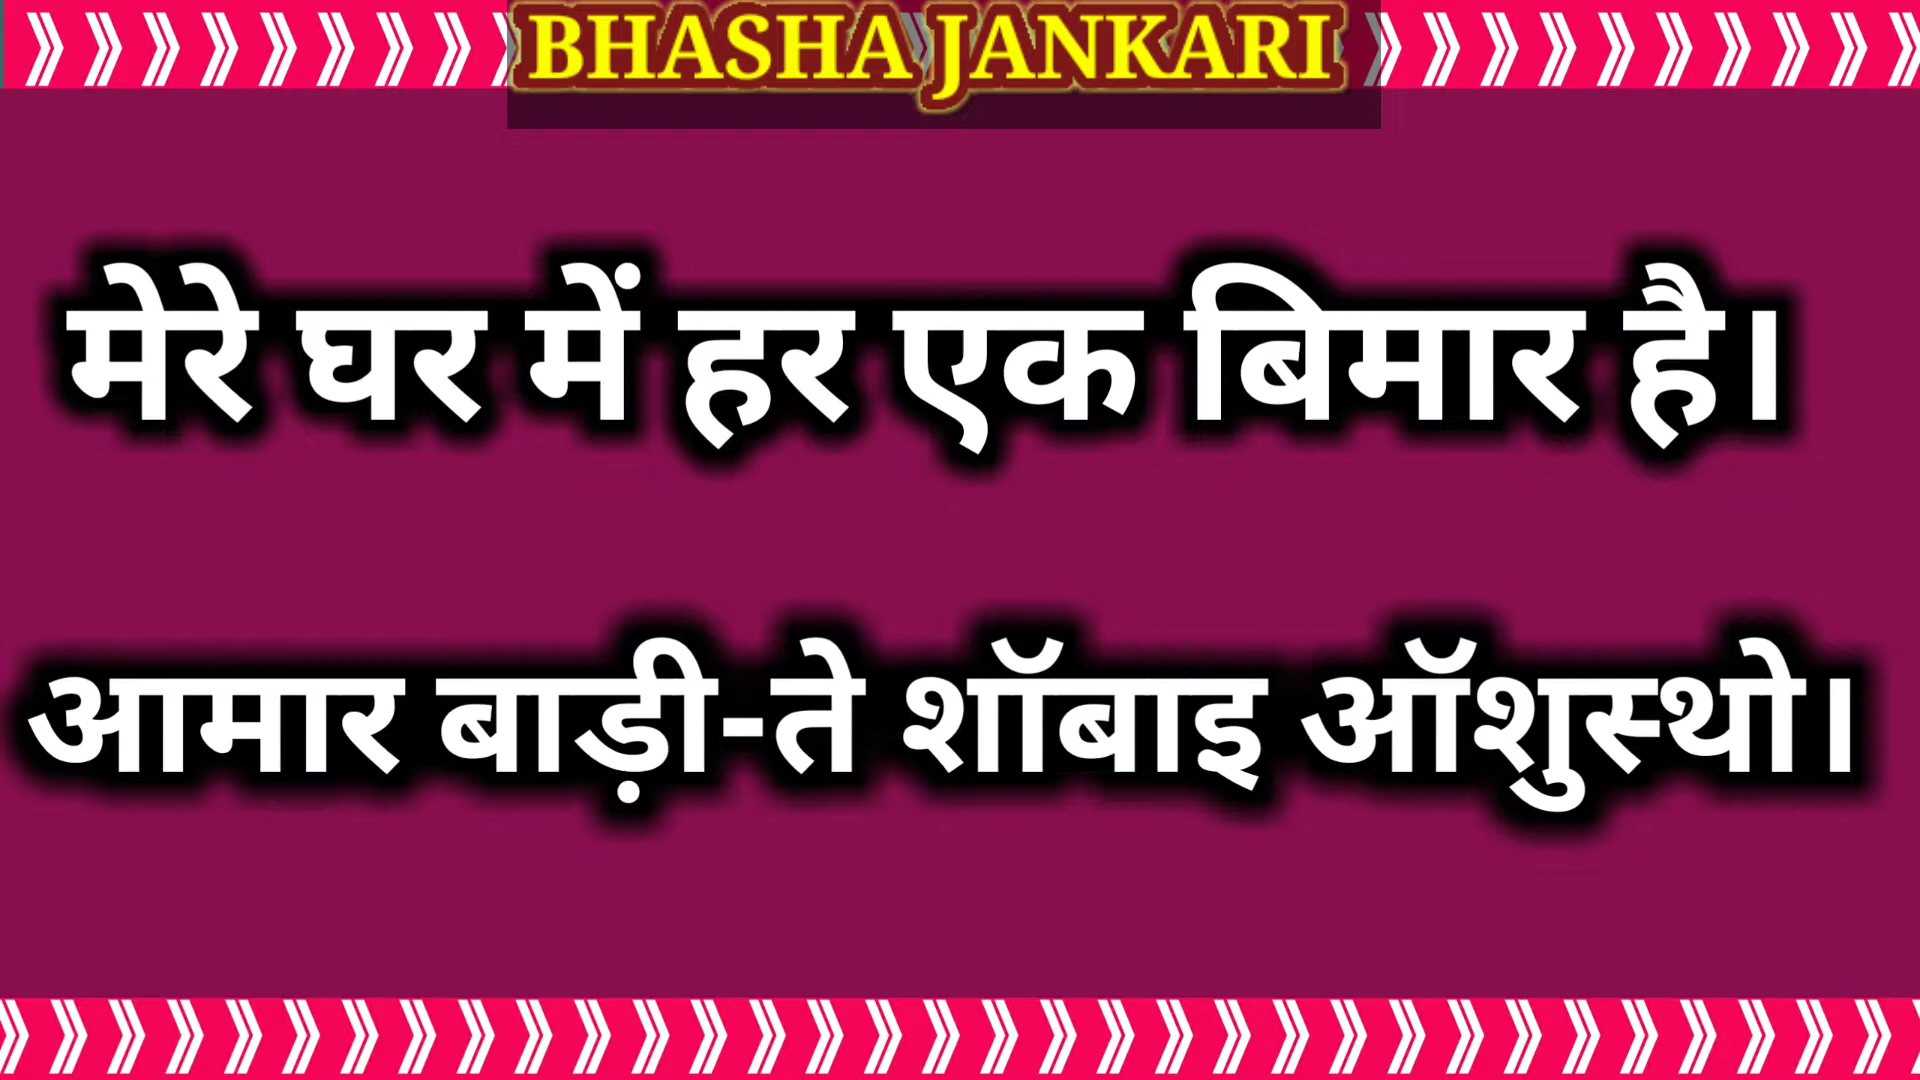 BHASHA JANKARI
मेरे घर में हर एक बिमार है।
आमार बाड़ी-ते शॉबाइ ऑशुस्थो।